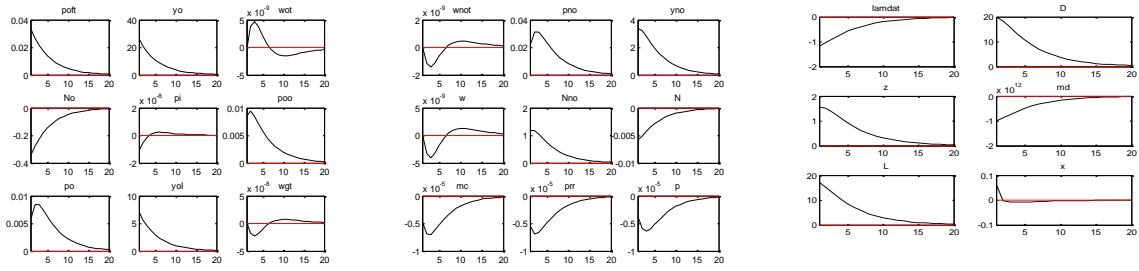 poft yo wot
x 10^-9
0.04 40 5
0.02 20 0
0 0 -5
5 10 15 20 5 10 15 20 5 10 15 20
No pi poo
x 10^-8
0 5 0.01
-0.2 0 0.005
-0.4 -2 0
5 10 15 20 5 10 15 20 5 10 15 20
po yol wgt
x 10^-8
0.01 10 5
0.005 5 0
0 0 -5
5 10 15 20 5 10 15 20 5 10 15 20
wnot pno yno
x 10^-9
2 0.04 4
0 0.02 2
-2 0 0
5 10 15 20 5 10 15 20 5 10 15 20
w Nno N
x 10^-9
5 2 0
0 1 -0.005
-5 0 -0.01
5 10 15 20 5 10 15 20 5 10 15 20
mc prr p
x 10^-5 x 10^-5 x 10^-5
0 0 0
-0.5 -0.5 -0.5
-1 -1 -1
5 10 15 20 5 10 15 20 5 10 15 20
lamdat D
0 20
-1 10
-2 0
5 10 15 20 5 10 15 20
z md
x 10^12
2 0
1 -1
0 -2
5 10 15 20 5 10 15 20
L x
20 0.1
10 0
0 -0.1
5 10 15 20 5 10 15 20